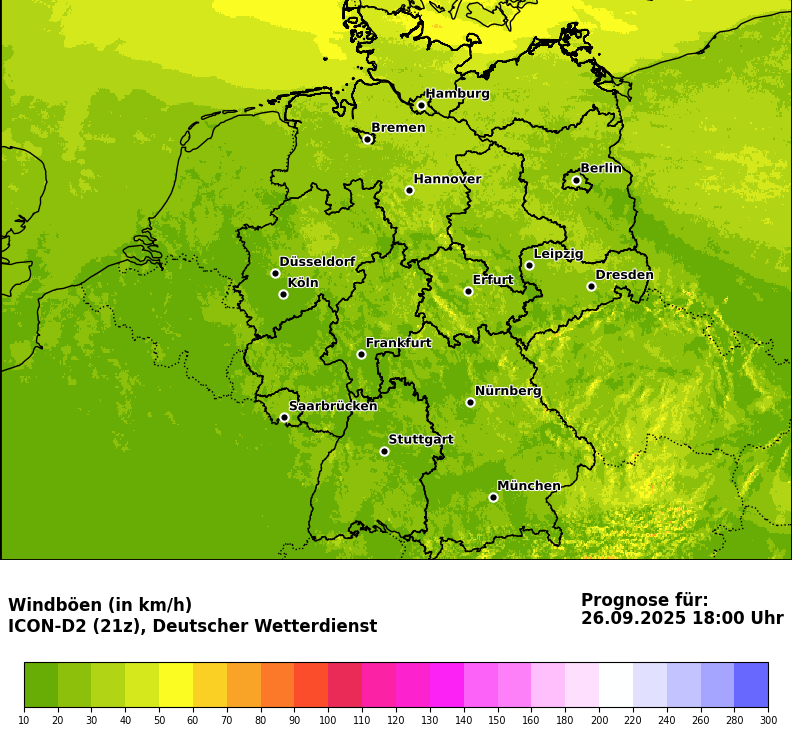 Hamburg
Bremen
Berlin
Hannover
Leipzig
Düsseldorf
Dresden
Köln
Erfurt
Frankfurt
Nürnberg
Saarbrücken
Stuttgart
München
Windböen (in km/h)
ICON-D2 (21z), Deutscher Wetterdienst
Prognose für:
26.09.2025 18:00 Uhr
10 20 30 40 50 60 70 80 90 100 110 120 130 140 150 160 180 200 220 240 260 280 300